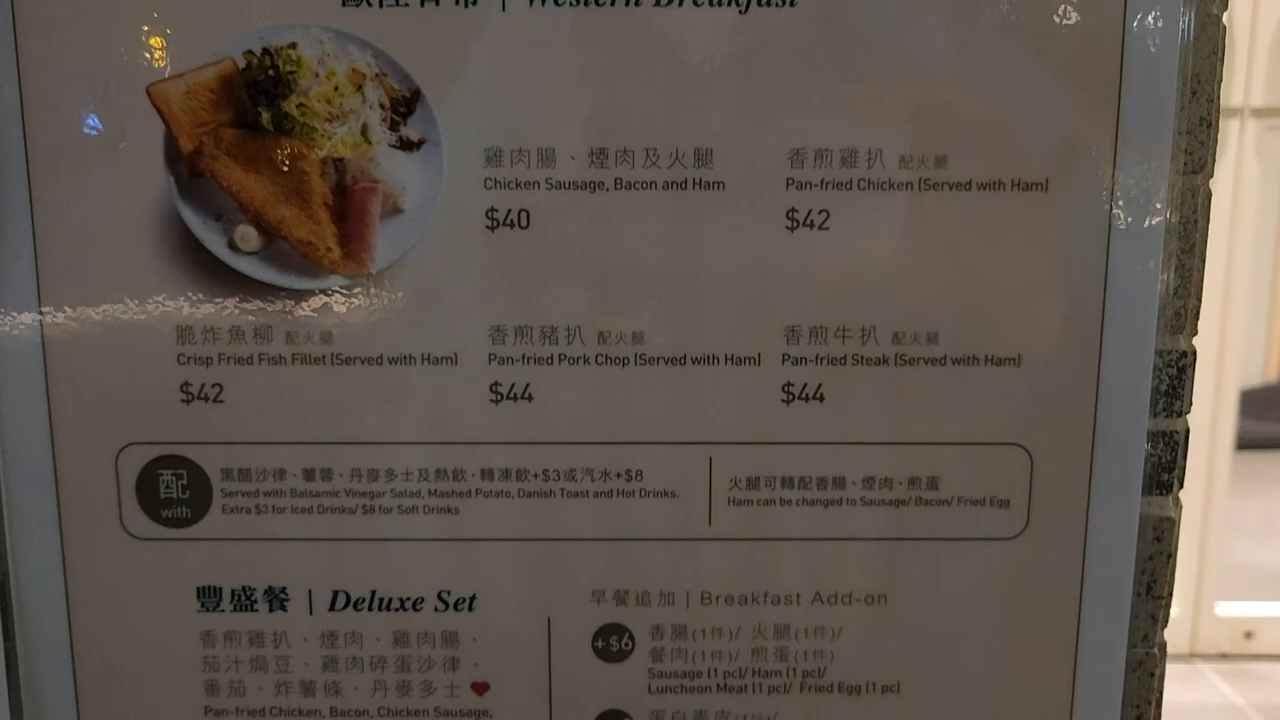 Western Breakfast
雞肉腸、煙肉及火腿
Chicken Sausage, Bacon and Ham
$40
香煎雞扒 配火腿
Pan-fried Chicken (Served with Ham)
$42
脆炸魚柳 配火腿
Crisp Fried Fish Fillet (Served with Ham)
$42
香煎豬扒 配火腿
Pan-fried Pork Chop (Served with Ham)
$44
香煎牛扒 配火腿
Pan-fried Steak (Served with Ham)
$44
配
with
黑醋沙律、薯蓉、丹麥多士及熱飲，轉凍飲+$3或汽水+$8
Served with Balsamic Vinegar Salad, Mashed Potato, Danish Toast and Hot Drinks.
Extra $3 for Iced Drinks/ $8 for Soft Drinks
火腿可轉配香腸、煙肉、煎蛋
Ham can be changed to Sausage/ Bacon/ Fried Egg
豐盛餐 | Deluxe Set
香煎雞扒、煙肉、雞肉腸、
茄汁焗豆、雞肉碎蛋沙律、
番茄、炸薯條、丹麥多士
Pan-fried Chicken, Bacon, Chicken Sausage,
早餐追加 | Breakfast Add-on
+$6
香腸(1件)/ 火腿(1件)/
餐肉(1件)/ 煎蛋(1件)
Sausage (1 pc)/ Ham (1 pc)/
Luncheon Meat (1 pc)/ Fried Egg (1 pc)